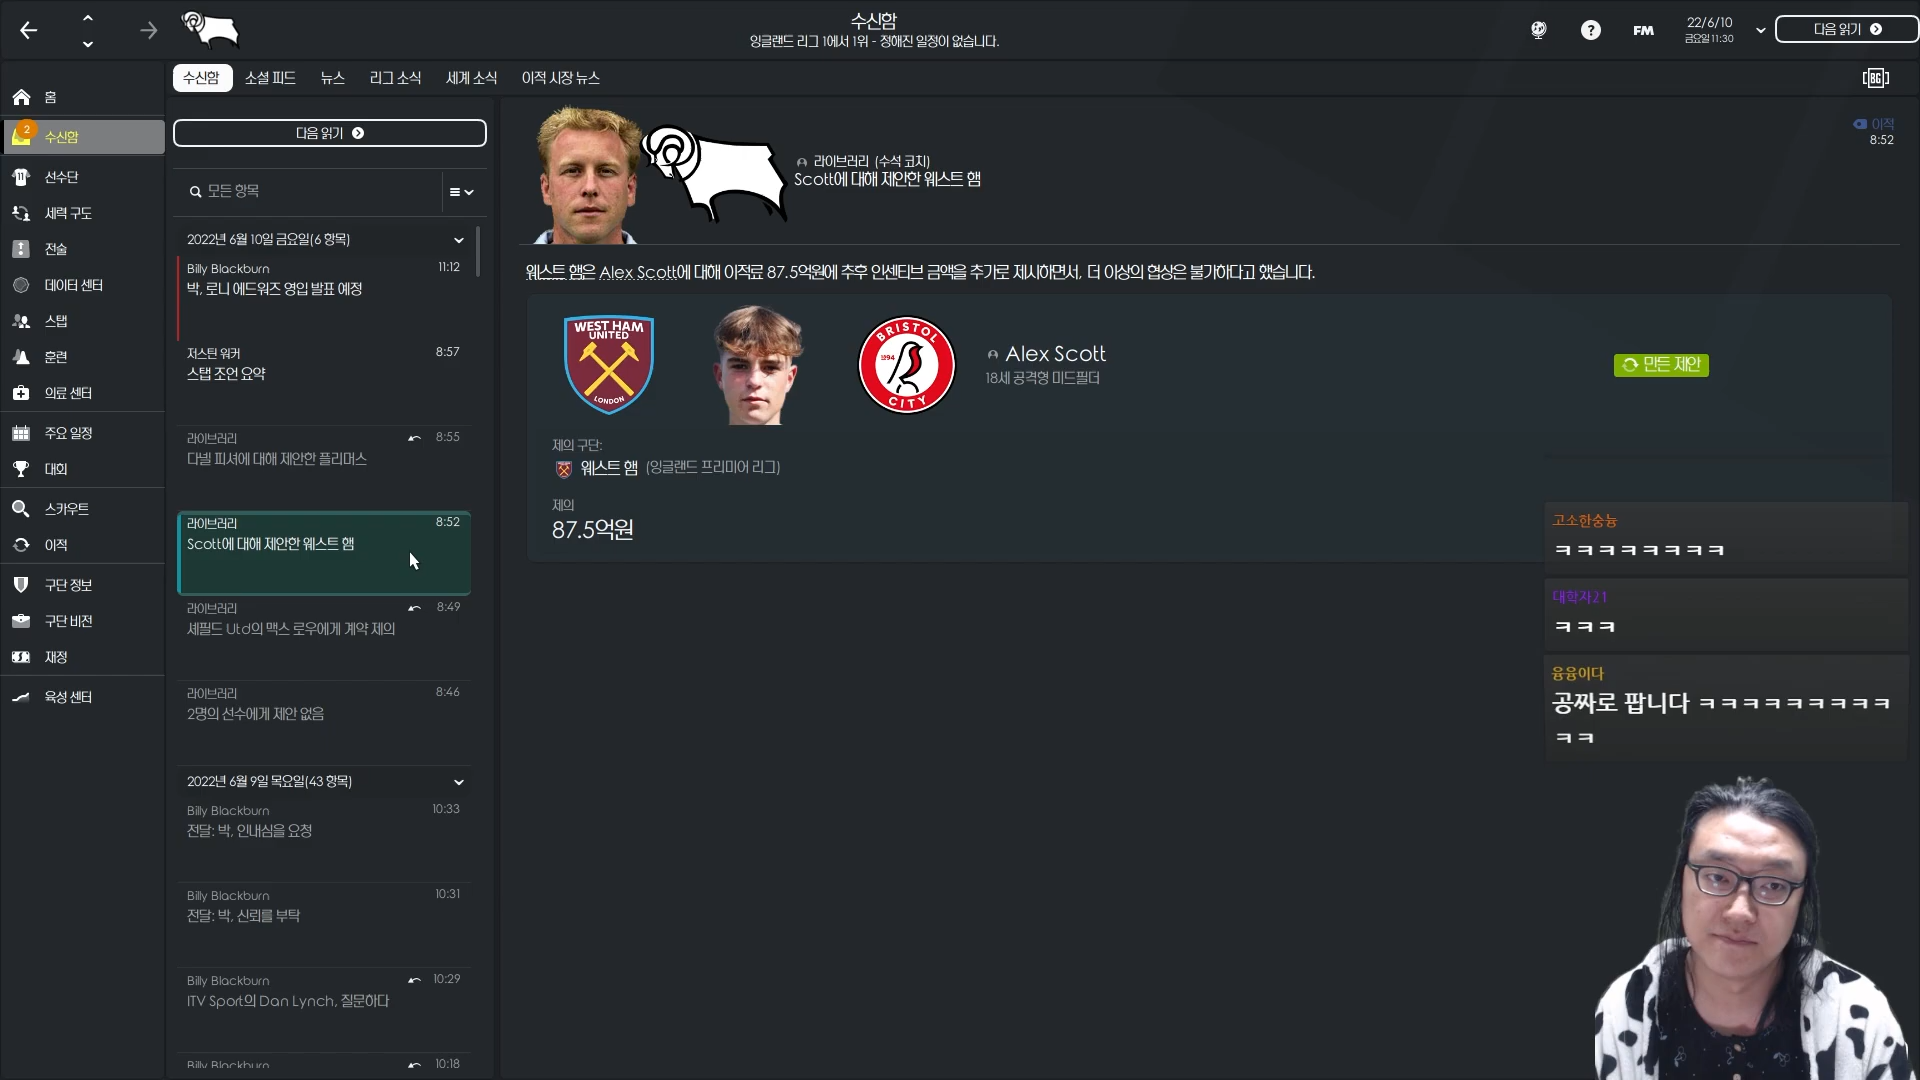 수신함
잉글랜드 리그 1에서 1위 - 정해진 일정이 없습니다.
?
FM
22/6/10
금요일 11:30
다음 읽기
수신함
소셜 피드
뉴스
리그 소식
세계 소식
이적 시장 뉴스
[BG]
홈
2
수신함
선수단
세력 구도
전술
데이터 센터
스탭
훈련
의료 센터
주요 일정
대회
스카우트
이적
구단 정보
구단 비전
재정
육성 센터
다음 읽기
모든 항목
2022년 6월 10일 금요일(6 항목)
Billy Blackburn 11:12
박, 로니 에드워즈 영입 발표 예정
저스틴 워커 8:57
스탭 조언 요약
라이브러리 8:55
다넬 피셔에 대해 제안한 플리머스
라이브러리 8:52
Scott에 대해 제안한 웨스트 햄
라이브러리 8:49
셰필드 Utd의 맥스 로우에게 계약 제의
라이브러리 8:46
2명의 선수에게 제안 없음
2022년 6월 9일 목요일(43 항목)
Billy Blackburn 10:33
전달: 박, 인내심을 요청
Billy Blackburn 10:31
전달: 박, 신뢰를 부탁
Billy Blackburn 10:29
ITV Sport의 Dan Lynch, 질문하다
Billy Blackburn 10:18
라이브러리 (수석 코치)
Scott에 대해 제안한 웨스트 햄
이적
8:52
웨스트 햄은 Alex Scott에 대해 이적료 87.5억원에 추후 인센티브 금액을 추가로 제시하면서, 더 이상의 협상은 불가하다고 했습니다.
WEST HAM
UNITED
LONDON
BRISTOL
1894
CITY
Alex Scott
18세 공격형 미드필더
만든 제안
제의 구단:
웨스트 햄 (잉글랜드 프리미어 리그)
제의
87.5억원
고소한숭늉
ㅋㅋㅋㅋㅋㅋㅋㅋ
대학자21
ㅋㅋㅋ
융융이다
공짜로 팝니다 ㅋㅋㅋㅋㅋㅋㅋㅋㅋ
ㅋㅋ